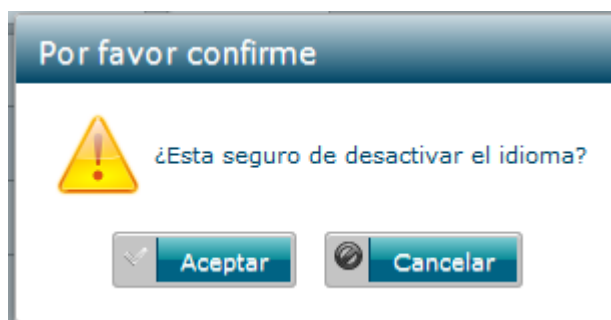 Por favor confirme
¿Esta seguro de desactivar el idioma?
Aceptar
Cancelar